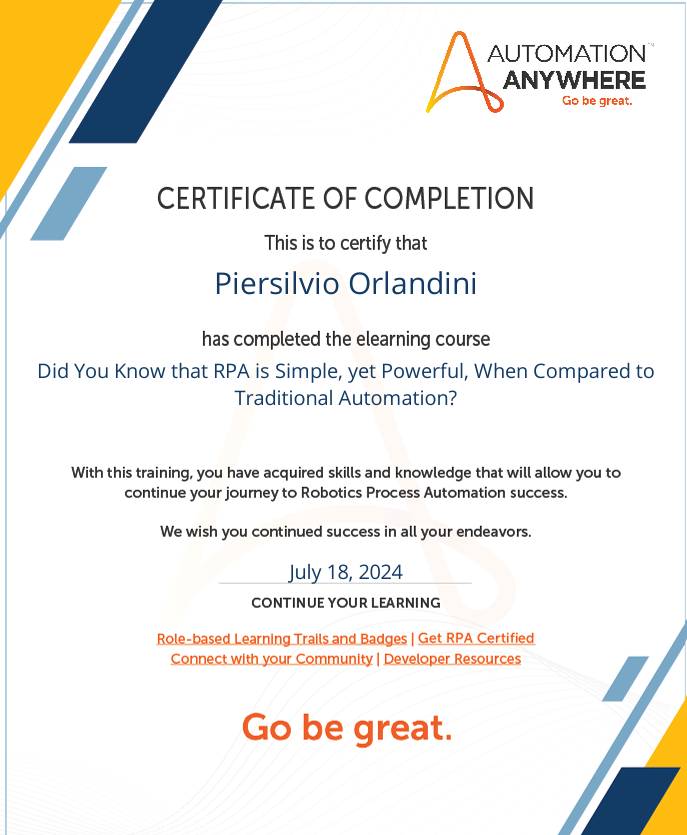 AUTOMATION™
ANYWHERE
Go be great.
CERTIFICATE OF COMPLETION
This is to certify that
Piersilvio Orlandini
has completed the elearning course
Did You Know that RPA is Simple, yet Powerful, When Compared to
Traditional Automation?
With this training, you have acquired skills and knowledge that will allow you to
continue your journey to Robotics Process Automation success.
We wish you continued success in all your endeavors.
July 18, 2024
CONTINUE YOUR LEARNING
Role-based Learning Trails and Badges | Get RPA Certified
Connect with your Community | Developer Resources
Go be great.